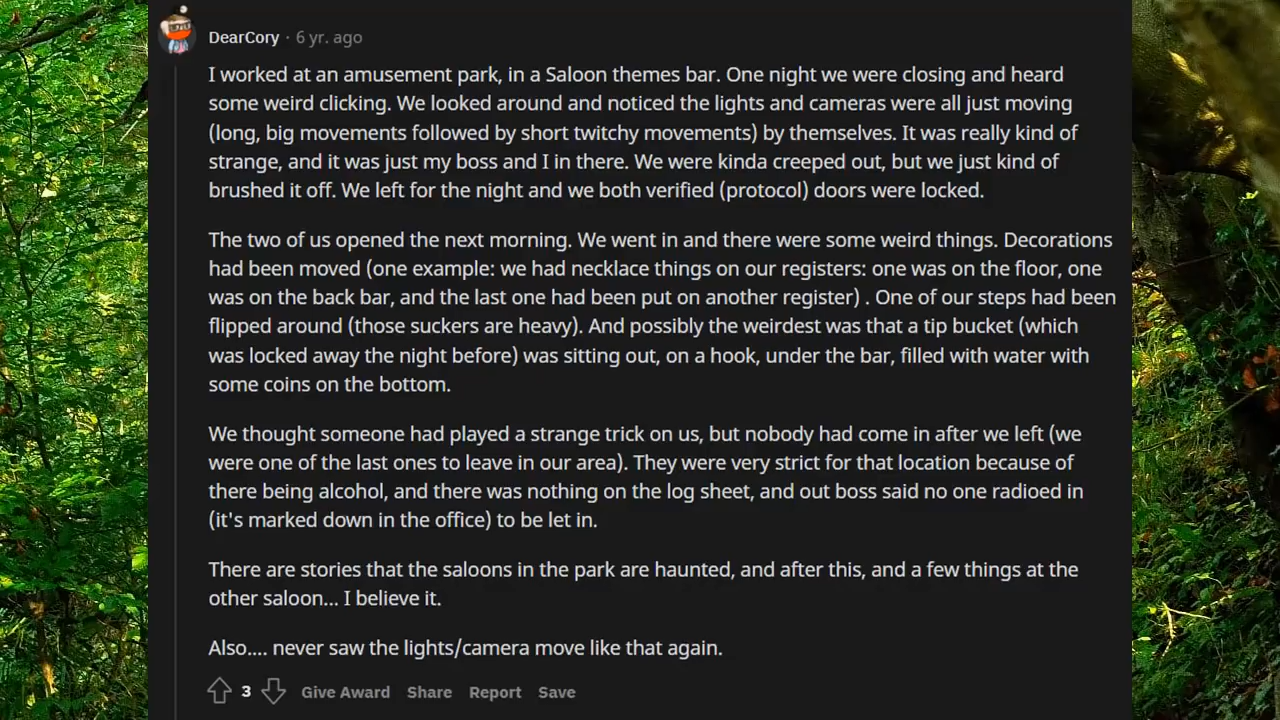 DearCory · 6 yr. ago
I worked at an amusement park, in a Saloon themes bar. One night we were closing and heard
some weird clicking. We looked around and noticed the lights and cameras were all just moving
(long, big movements followed by short twitchy movements) by themselves. It was really kind of
strange, and it was just my boss and I in there. We were kinda creeped out, but we just kind of
brushed it off. We left for the night and we both verified (protocol) doors were locked.
The two of us opened the next morning. We went in and there were some weird things. Decorations
had been moved (one example: we had necklace things on our registers: one was on the floor, one
was on the back bar, and the last one had been put on another register) . One of our steps had been
flipped around (those suckers are heavy). And possibly the weirdest was that a tip bucket (which
was locked away the night before) was sitting out, on a hook, under the bar, filled with water with
some coins on the bottom.
We thought someone had played a strange trick on us, but nobody had come in after we left (we
were one of the last ones to leave in our area). They were very strict for that location because of
there being alcohol, and there was nothing on the log sheet, and out boss said no one radioed in
(it's marked down in the office) to be let in.
There are stories that the saloons in the park are haunted, and after this, and a few things at the
other saloon... I believe it.
Also.... never saw the lights/camera move like that again.
3 Give Award Share Report Save